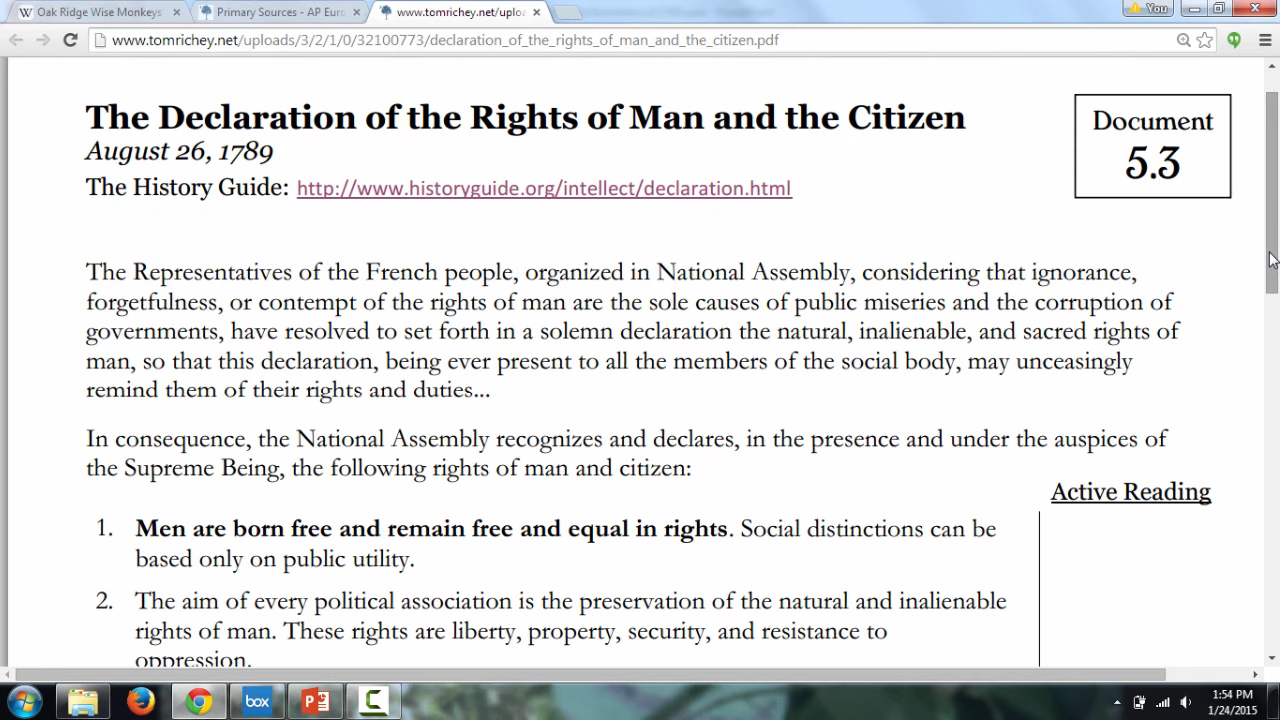 Oak Ridge Wise Monkeys
Primary Sources - AP Euro
www.tomrichey.net/uploa
You
www.tomrichey.net/uploads/3/2/1/0/32100773/declaration_of_the_rights_of_man_and_the_citizen.pdf
The Declaration of the Rights of Man and the Citizen
August 26, 1789
The History Guide: http://www.historyguide.org/intellect/declaration.html
Document
5.3
The Representatives of the French people, organized in National Assembly, considering that ignorance,
forgetfulness, or contempt of the rights of man are the sole causes of public miseries and the corruption of
governments, have resolved to set forth in a solemn declaration the natural, inalienable, and sacred rights of
man, so that this declaration, being ever present to all the members of the social body, may unceasingly
remind them of their rights and duties...
In consequence, the National Assembly recognizes and declares, in the presence and under the auspices of
the Supreme Being, the following rights of man and citizen:
Active Reading
1. Men are born free and remain free and equal in rights. Social distinctions can be
based only on public utility.
2. The aim of every political association is the preservation of the natural and inalienable
rights of man. These rights are liberty, property, security, and resistance to
oppression.
box
1:54 PM
1/24/2015